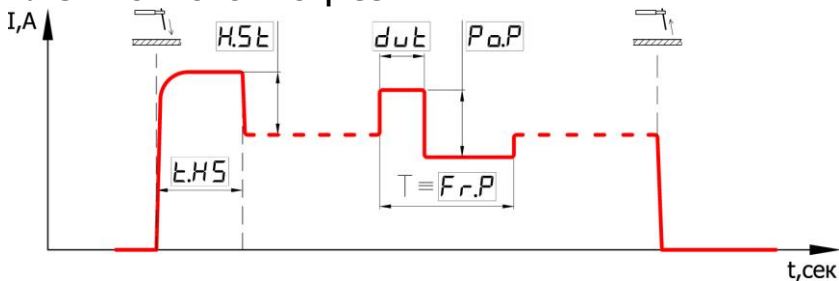 I,A
H.St
dut
Po.P
t.HS
T ≡ Fr.P
t,сек